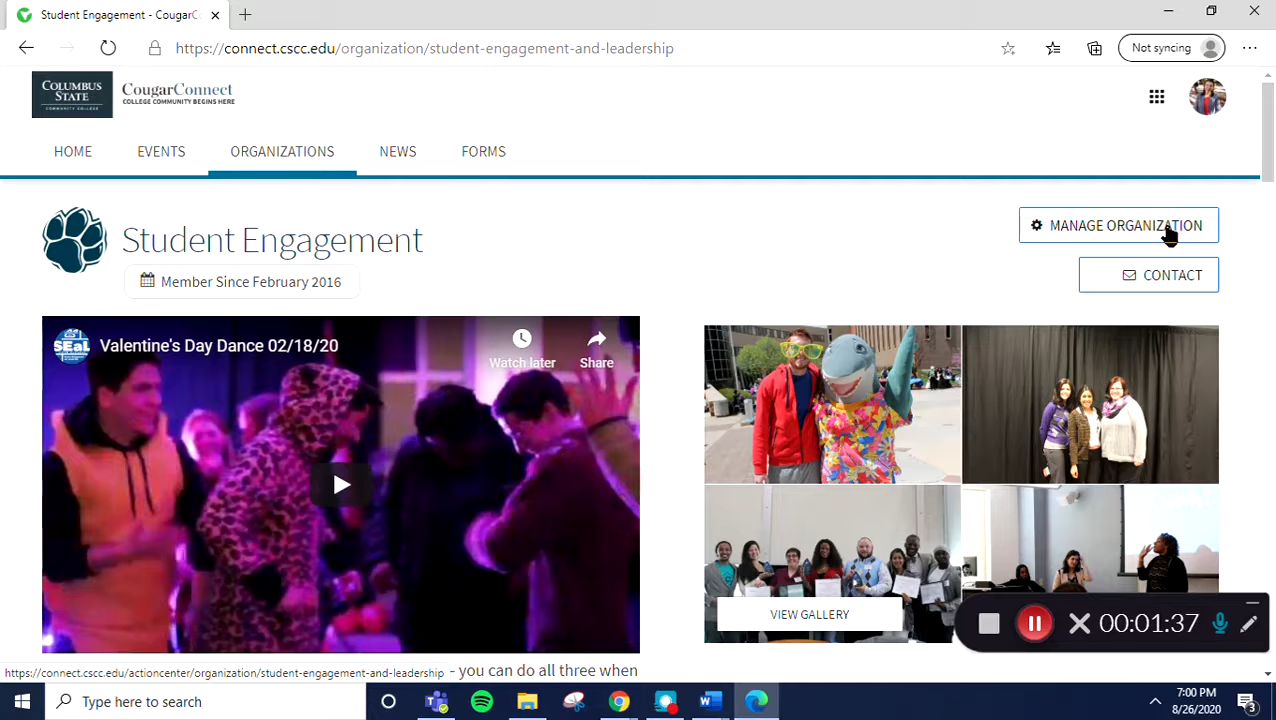 Student Engagement - CougarC
https://connect.cscc.edu/organization/student-engagement-and-leadership
Not syncing
COLUMBUS
STATE
COMMUNITY COLLEGE
CougarConnect
COLLEGE COMMUNITY BEGINS HERE
HOME
EVENTS
ORGANIZATIONS
NEWS
FORMS
Student Engagement
Member Since February 2016
MANAGE ORGANIZATION
CONTACT
SEaL
Valentine's Day Dance 02/18/20
Watch later
Share
VIEW GALLERY
00:01:37
https://connect.cscc.edu/actioncenter/organization/student-engagement-and-leadership
- you can do all three when
Type here to search
7:00 PM
8/26/2020
3